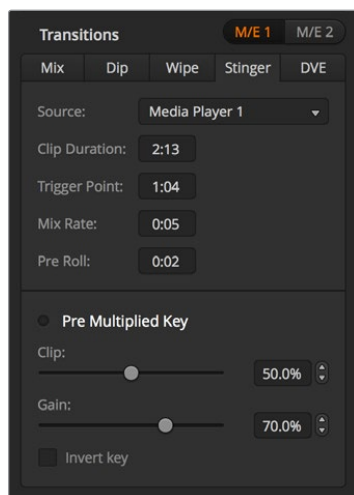 Transitions M/E 1 M/E 2
Mix Dip Wipe Stinger DVE
Source: Media Player 1
Clip Duration: 2:13
Trigger Point: 1:04
Mix Rate: 0:05
Pre Roll: 0:02
Pre Multiplied Key
Clip:
50.0%
Gain:
70.0%
Invert key